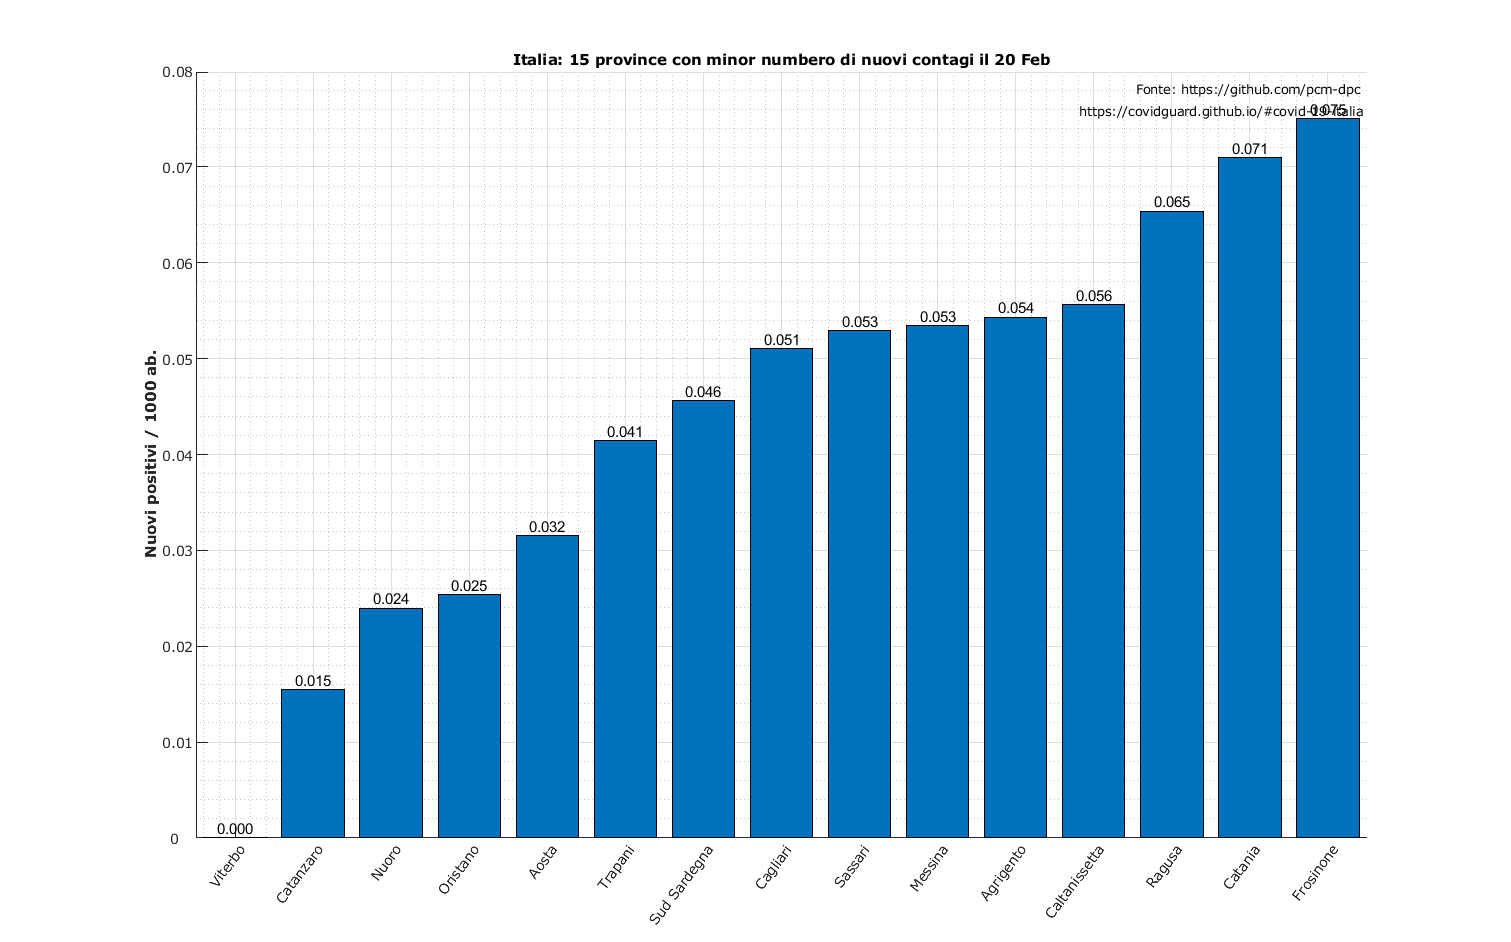 Italia: 15 province con minor numbero di nuovi contagi il 20 Feb
Fonte: https://github.com/pcm-dpc
https://covidguard.github.io/#covid-19-italia
Nuovi positivi / 1000 ab.
0.08
0.07
0.06
0.05
0.04
0.03
0.02
0.01
0
0.000
0.015
0.024
0.025
0.032
0.041
0.046
0.051
0.053
0.053
0.054
0.056
0.065
0.071
0.075
Viterbo
Catanzaro
Nuoro
Oristano
Aosta
Trapani
Sud Sardegna
Cagliari
Sassari
Messina
Agrigento
Caltanissetta
Ragusa
Catania
Frosinone